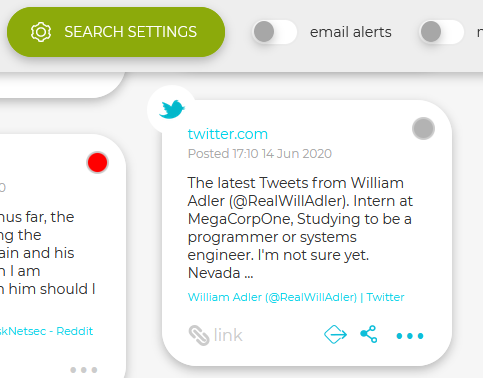 SEARCH SETTINGS
email alerts
twitter.com
Posted 17:10 14 Jun 2020
The latest Tweets from William
Adler (@RealWillAdler). Intern at
MegaCorpOne, Studying to be a
programmer or systems
engineer. I'm not sure yet.
Nevada ...
William Adler (@RealWillAdler) | Twitter
link
0
us far, the
ng the
ain and his
I am
him should I
skNetsec - Reddit